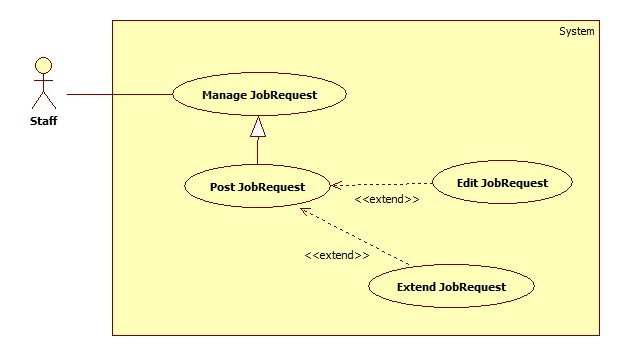 System
Staff
Manage JobRequest
Post JobRequest
Edit JobRequest
<<extend>>
<<extend>>
Extend JobRequest